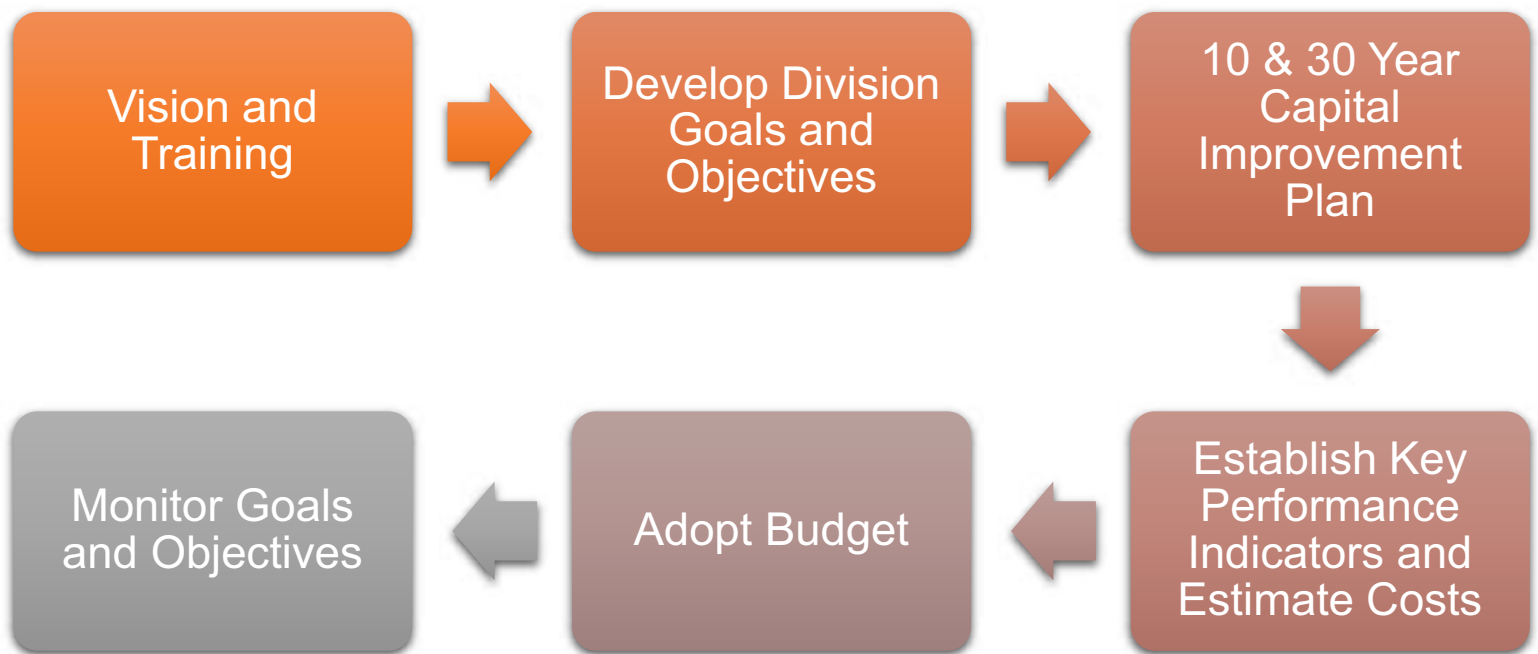 Vision and
Training
Develop Division
Goals and
Objectives
10 & 30 Year
Capital
Improvement
Plan
Establish Key
Performance
Indicators and
Estimate Costs
Adopt Budget
Monitor Goals
and Objectives